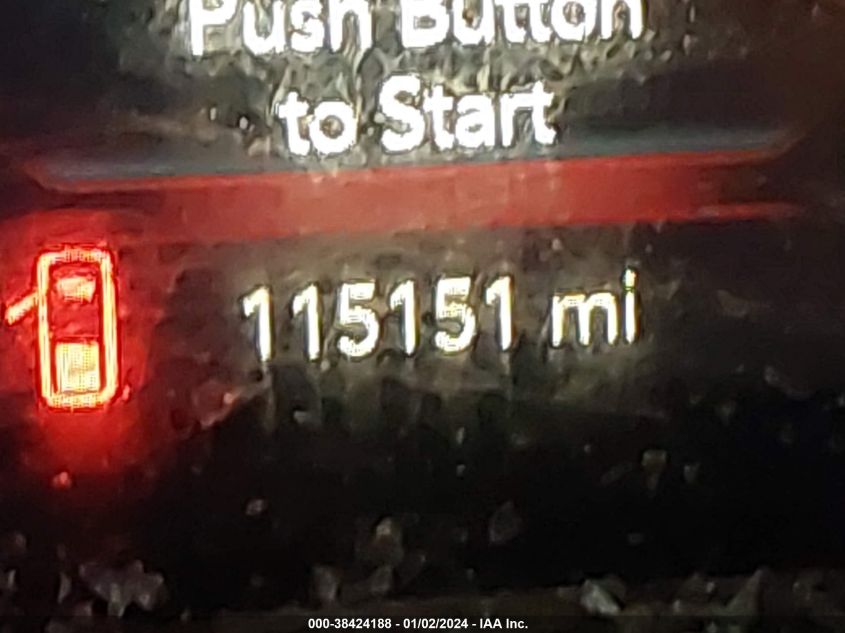 Push Button
to Start
115151 mi
000-38424188 - 01/02/2024 - IAA Inc.